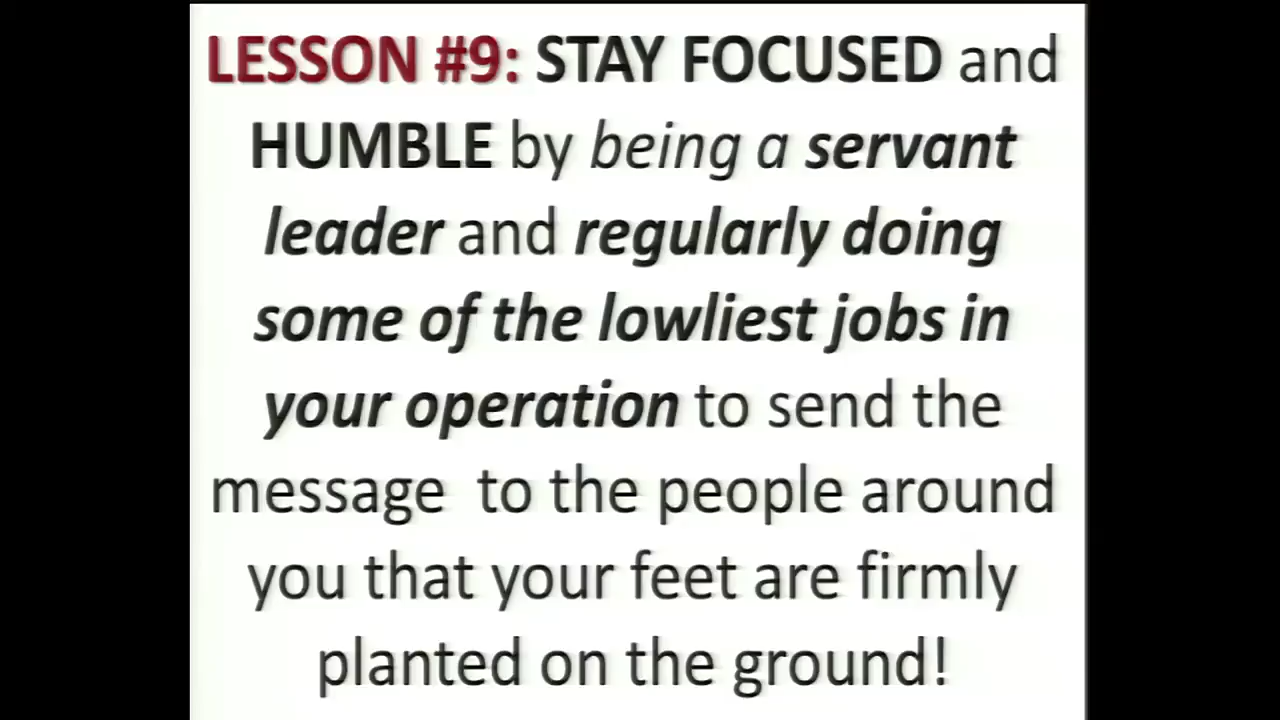 LESSON #9: STAY FOCUSED and
HUMBLE by being a servant
leader and regularly doing
some of the lowliest jobs in
your operation to send the
message  to the people around
you that your feet are firmly
planted on the ground!